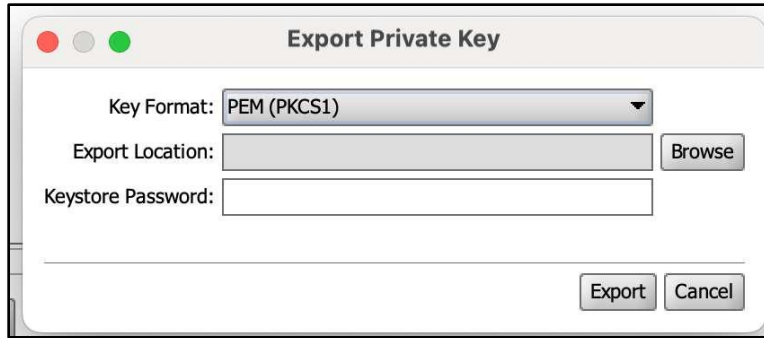 Export Private Key
Key Format: PEM (PKCS1)
Export Location: Browse
Keystore Password:
Export Cancel